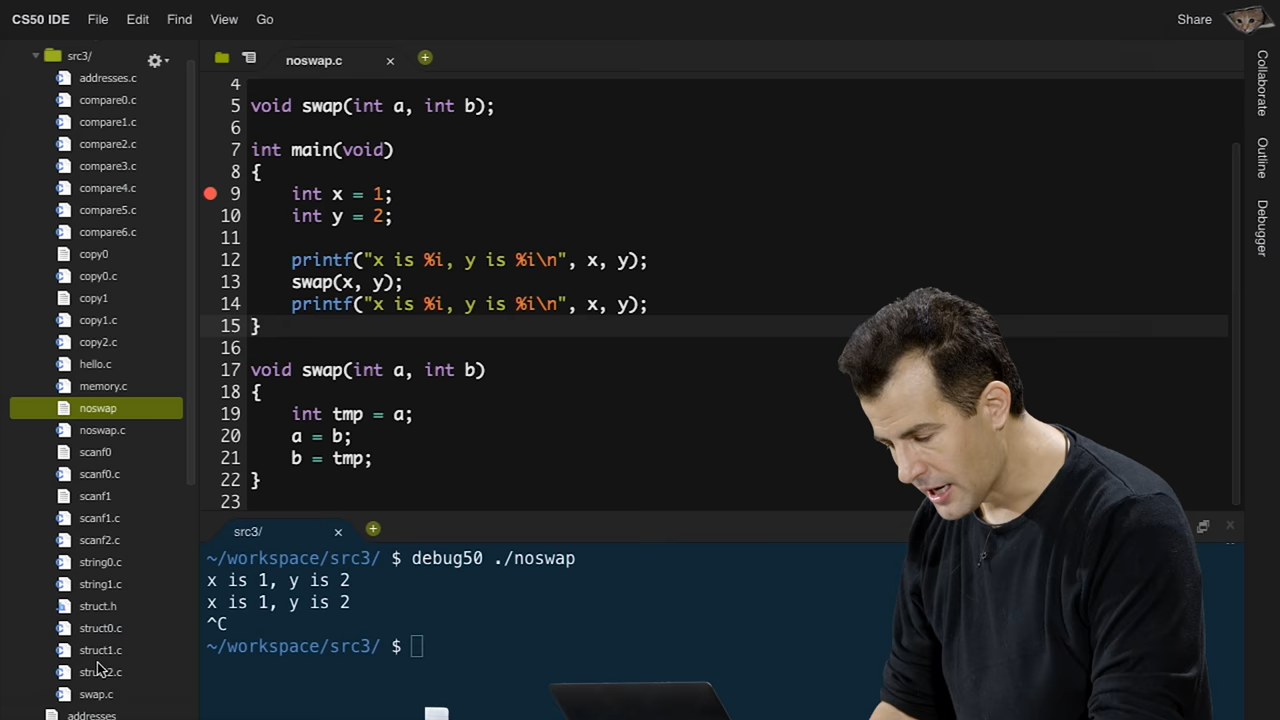 CS50 IDE File Edit Find View Go Share
src3/
addresses.c
compare0.c
compare1.c
compare2.c
compare3.c
compare4.c
compare5.c
compare6.c
copy0
copy0.c
copy1
copy1.c
copy2.c
hello.c
memory.c
noswap
noswap.c
scanf0
scanf0.c
scanf1
scanf1.c
scanf2.c
string0.c
string1.c
struct.h
struct0.c
struct1.c
struct2.c
swap.c
addresses
noswap.c
4
5 void swap(int a, int b);
6
7 int main(void)
8 {
9     int x = 1;
10     int y = 2;
11
12     printf("x is %i, y is %i\n", x, y);
13     swap(x, y);
14     printf("x is %i, y is %i\n", x, y);
15 }
16
17 void swap(int a, int b)
18 {
19     int tmp = a;
20     a = b;
21     b = tmp;
22 }
23
src3/
~/workspace/src3/ $ debug50 ./noswap
x is 1, y is 2
x is 1, y is 2
^C
~/workspace/src3/ $
Collaborate
Outline
Debugger